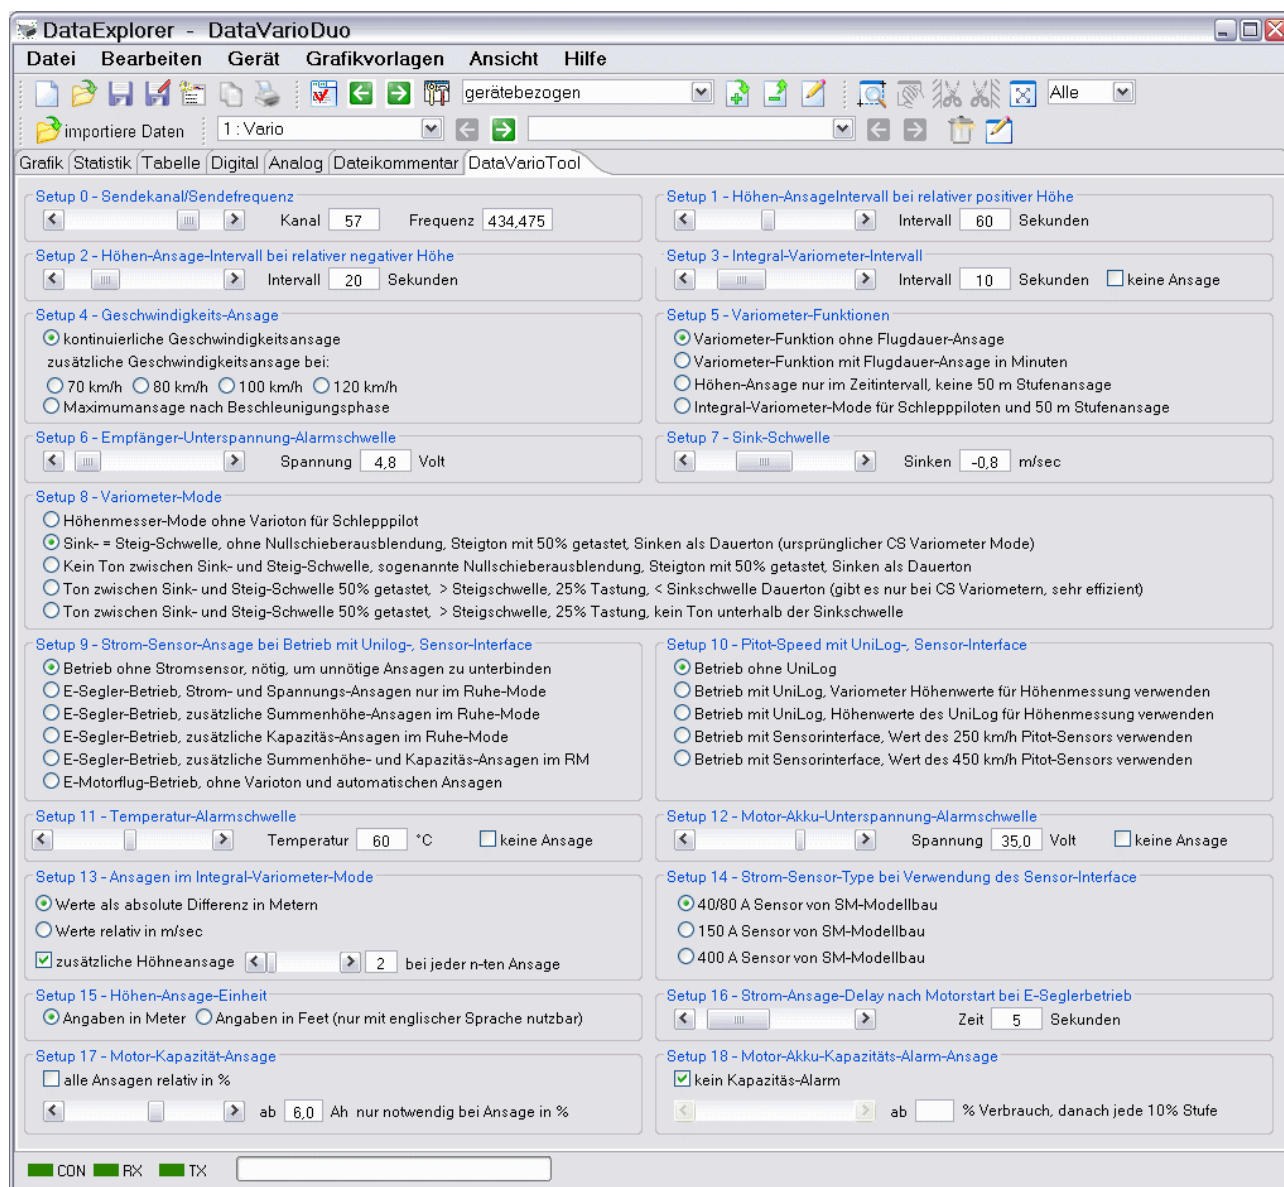 DataExplorer - DataVarioDuo
Datei Bearbeiten Gerät Grafikvorlagen Ansicht Hilfe
gerätebezogen Alle
importiere Daten 1 : Vario
Grafik Statistik Tabelle Digital Analog Dateikommentar DataVarioTool
Setup 0 - Sendekanal/Sendefrequenz
Kanal 57 Frequenz 434,475
Setup 1 - Höhen-AnsageIntervall bei relativer positiver Höhe
Intervall 60 Sekunden
Setup 2 - Höhen-Ansage-Intervall bei relativer negativer Höhe
Intervall 20 Sekunden
Setup 3 - Integral-Variometer-Intervall
Intervall 10 Sekunden keine Ansage
Setup 4 - Geschwindigkeits-Ansage
kontinuierliche Geschwindigkeitsansage
zusätzliche Geschwindigkeitsansage bei:
70 km/h 80 km/h 100 km/h 120 km/h
Maximumansage nach Beschleunigungsphase
Setup 5 - Variometer-Funktionen
Variometer-Funktion ohne Flugdauer-Ansage
Variometer-Funktion mit Flugdauer-Ansage in Minuten
Höhen-Ansage nur im Zeitintervall, keine 50 m Stufenansage
Integral-Variometer-Mode für Schlepppiloten und 50 m Stufenansage
Setup 6 - Empfänger-Unterspannung-Alarmschwelle
Spannung 4,8 Volt
Setup 7 - Sink-Schwelle
Sinken -0,8 m/sec
Setup 8 - Variometer-Mode
Höhenmesser-Mode ohne Varioton für Schlepppilot
Sink- = Steig-Schwelle, ohne Nullschieberausblendung, Steigton mit 50% getastet, Sinken als Dauerton (ursprünglicher CS Variometer Mode)
Kein Ton zwischen Sink- und Steig-Schwelle, sogenannte Nullschieberausblendung, Steigton mit 50% getastet, Sinken als Dauerton
Ton zwischen Sink- und Steig-Schwelle 50% getastet, > Steigschwelle, 25% Tastung, < Sinkschwelle Dauerton (gibt es nur bei CS Variometern, sehr effizient)
Ton zwischen Sink- und Steig-Schwelle 50% getastet, > Steigschwelle, 25% Tastung, kein Ton unterhalb der Sinkschwelle
Setup 9 - Strom-Sensor-Ansage bei Betrieb mit Unilog-, Sensor-Interface
Betrieb ohne Stromsensor, nötig, um unnötige Ansagen zu unterbinden
E-Segler-Betrieb, Strom- und Spannungs-Ansagen nur im Ruhe-Mode
E-Segler-Betrieb, zusätzliche Summenhöhe-Ansagen im Ruhe-Mode
E-Segler-Betrieb, zusätzliche Kapazitäs-Ansagen im Ruhe-Mode
E-Segler-Betrieb, zusätzliche Summenhöhe- und Kapazitäs-Ansagen im RM
E-Motorflug-Betrieb, ohne Varioton und automatischen Ansagen
Setup 10 - Pitot-Speed mit UniLog-, Sensor-Interface
Betrieb ohne UniLog
Betrieb mit UniLog, Variometer Höhenwerte für Höhenmessung verwenden
Betrieb mit UniLog, Höhenwerte des UniLog für Höhenmessung verwenden
Betrieb mit Sensorinterface, Wert des 250 km/h Pitot-Sensors verwenden
Betrieb mit Sensorinterface, Wert des 450 km/h Pitot-Sensors verwenden
Setup 11 - Temperatur-Alarmschwelle
Temperatur 60 °C keine Ansage
Setup 12 - Motor-Akku-Unterspannung-Alarmschwelle
Spannung 35,0 Volt keine Ansage
Setup 13 - Ansagen im Integral-Variometer-Mode
Werte als absolute Differenz in Metern
Werte relativ in m/sec
zusätzliche Höhneansage 2 bei jeder n-ten Ansage
Setup 14 - Strom-Sensor-Type bei Verwendung des Sensor-Interface
40/80 A Sensor von SM-Modellbau
150 A Sensor von SM-Modellbau
400 A Sensor von SM-Modellbau
Setup 15 - Höhen-Ansage-Einheit
Angaben in Meter Angaben in Feet (nur mit englischer Sprache nutzbar)
Setup 16 - Strom-Ansage-Delay nach Motorstart bei E-Seglerbetrieb
Zeit 5 Sekunden
Setup 17 - Motor-Kapazität-Ansage
alle Ansagen relativ in %
ab 6,0 Ah nur notwendig bei Ansage in %
Setup 18 - Motor-Akku-Kapazitäts-Alarm-Ansage
kein Kapazitäs-Alarm
ab % Verbrauch, danach jede 10% Stufe
CON RX TX